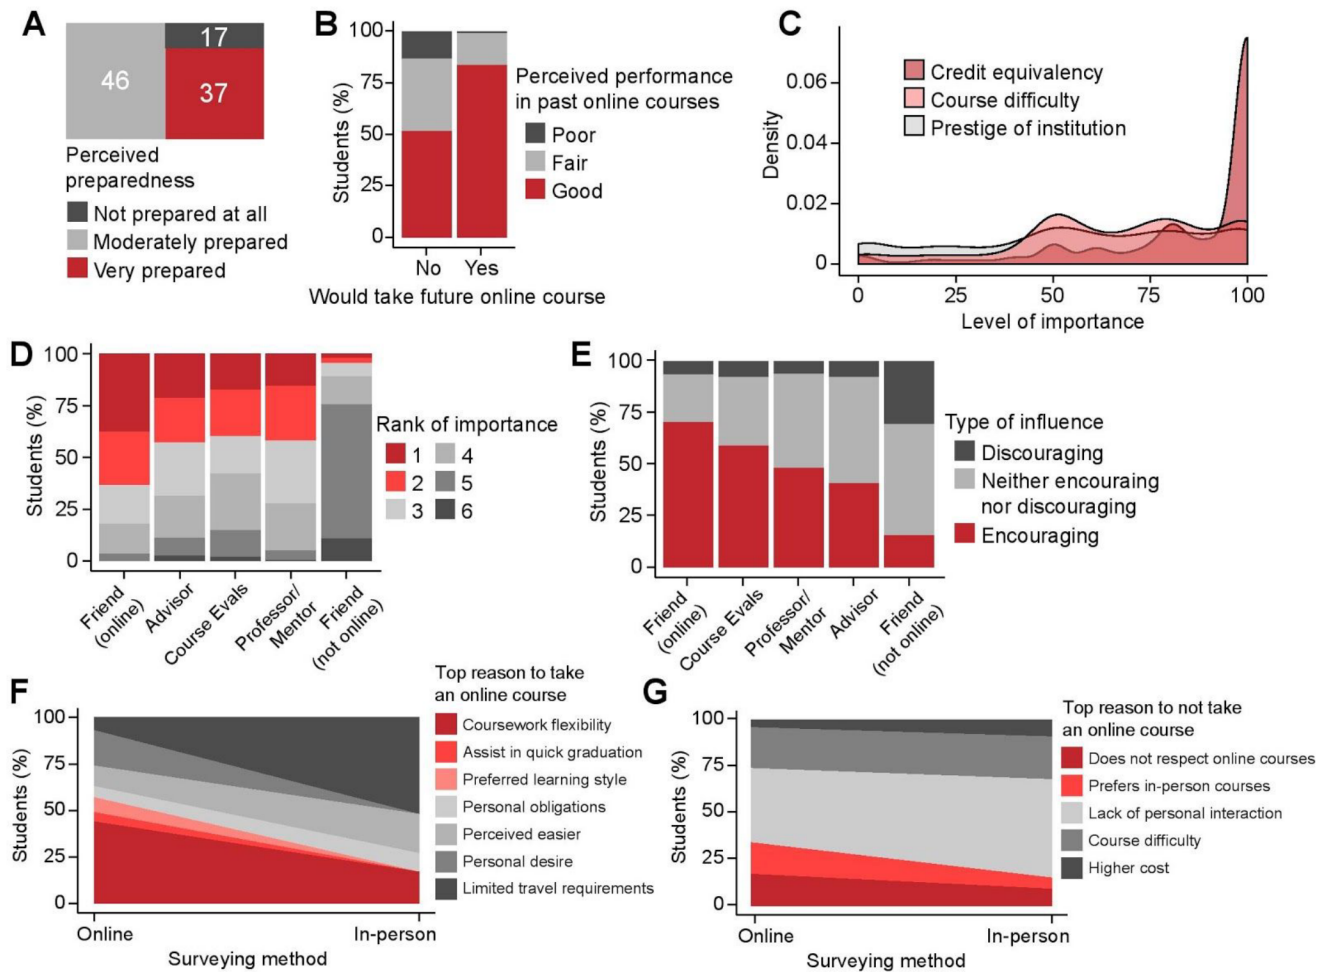 A
17
46
37
Perceived
preparedness
Not prepared at all
Moderately prepared
Very prepared
B
100
75
50
25
0
Students (%)
No Yes
Would take future online course
Perceived performance
in past online courses
Poor
Fair
Good
C
0.06
0.04
0.02
0
Density
Credit equivalency
Course difficulty
Prestige of institution
0 25 50 75 100
Level of importance
D
100
75
50
25
0
Students (%)
Friend
(online)
Advisor
Course Evals
Professor/
Mentor
Friend
(not online)
Rank of importance
1 4
2 5
3 6
E
100
75
50
25
0
Students (%)
Friend
(online)
Course Evals
Professor/
Mentor
Advisor
Friend
(not online)
Type of influence
Discouraging
Neither encouraing
nor discouraging
Encouraging
F
100
75
50
25
0
Students (%)
Online In-person
Surveying method
Top reason to take
an online course
Coursework flexibility
Assist in quick graduation
Preferred learning style
Personal obligations
Perceived easier
Personal desire
Limited travel requirements
G
100
75
50
25
0
Students (%)
Online In-person
Surveying method
Top reason to not take
an online course
Does not respect online courses
Prefers in-person courses
Lack of personal interaction
Course difficulty
Higher cost